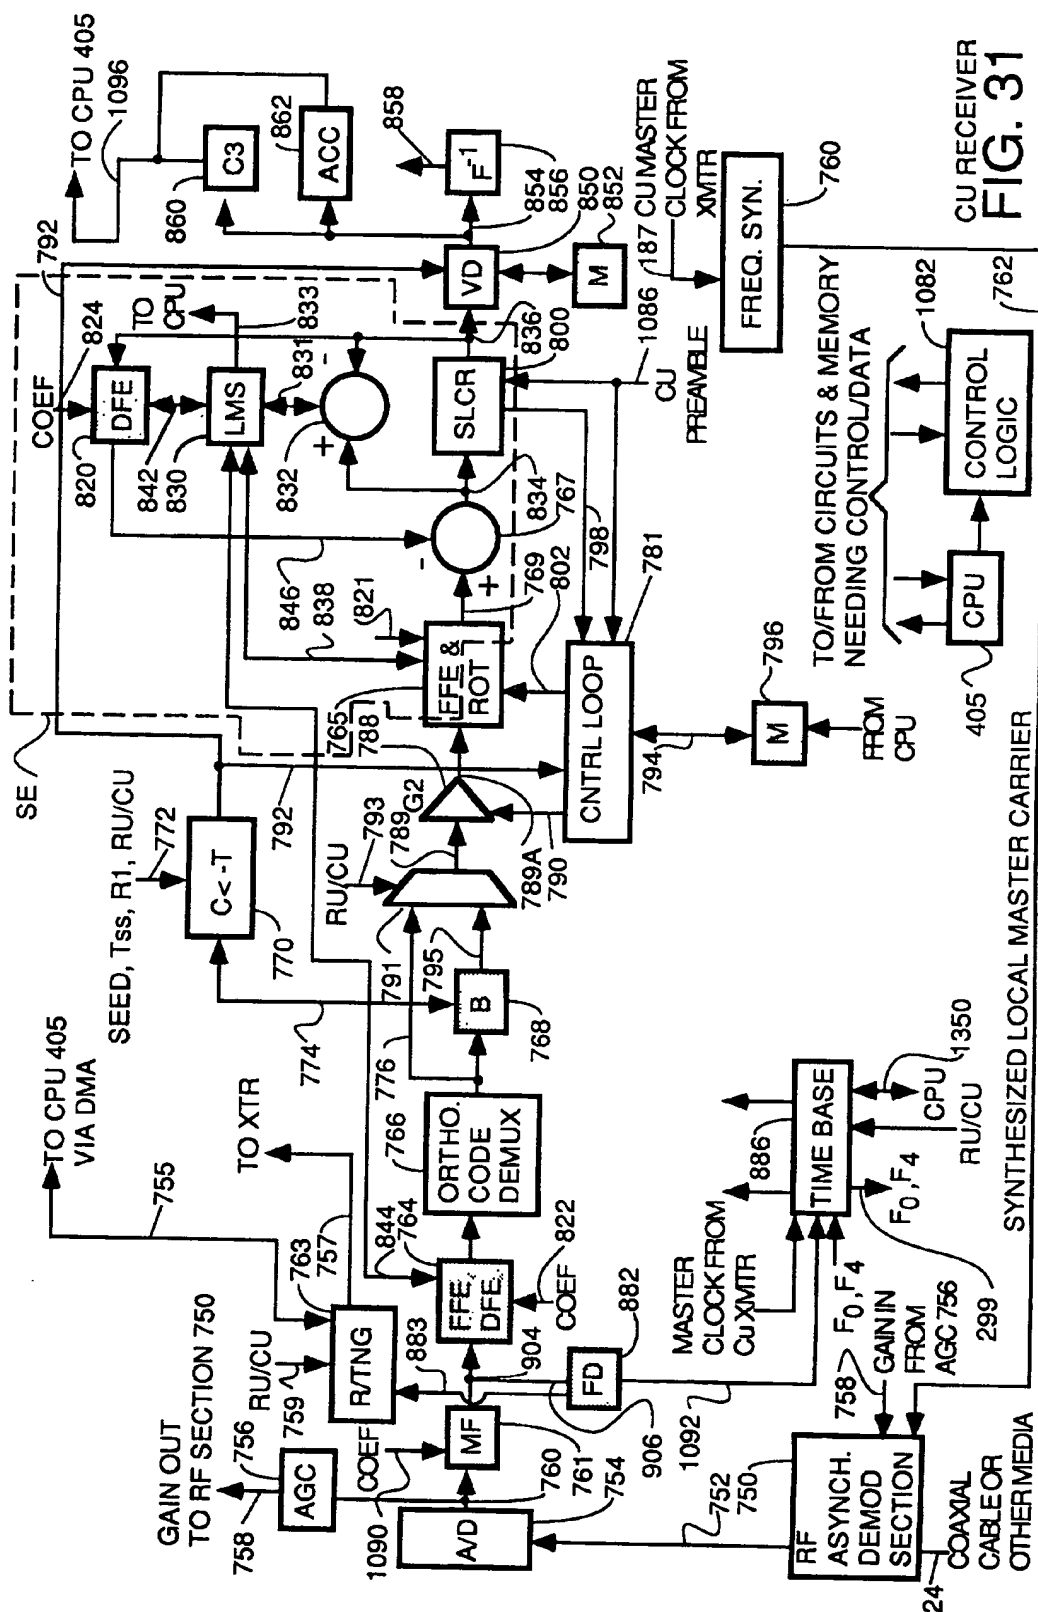 TO CPU 405
VIA DMA
755
TO XTR
GAIN OUT
TO RF SECTION 750
758
756
AGC
RU/CU
759
763
757
R/TNG
883
COEF
1090
MF
760
761
754
A/D
752
750
RF
ASYNCH.
DEMOD
SECTION
24
COAXIAL
CABLE OR
OTHER MEDIA
844
764
FFE,
DFE
822
COEF
904
FD
882
906
1092
766
ORTHO.
CODE
DEMUX
776
774
SEED, Tss, R1, RU/CU
772
C<-T
770
B
768
791
795
RU/CU
793
789
G2
788
789A
790
792
765
FFE &
ROT
821
838
846
769
802
781
CNTRL LOOP
794
M
796
FROM
CPU
798
767
834
SLCR
800
836
SE
792
COEF
824
DFE
820
842
830
LMS
TO
CPU
833
831
832
+
-
+
-
TO CPU 405
1096
860
C3
862
ACC
858
F-1
854
856
850
852
VD
M
1086
CU
PREAMBLE
187 CU MASTER
CLOCK FROM
XMTR
FREQ. SYN.
760
762
TO/FROM CIRCUITS & MEMORY
NEEDING CONTROL/DATA
CPU
405
CONTROL
LOGIC
1082
MASTER
CLOCK FROM
Cu XMTR
886
TIME BASE
1350
CPU
RU/CU
F0, F4
299
758
F0, F4
GAIN IN
FROM
AGC 756
SYNTHESIZED LOCAL MASTER CARRIER
CU RECEIVER
FIG. 31